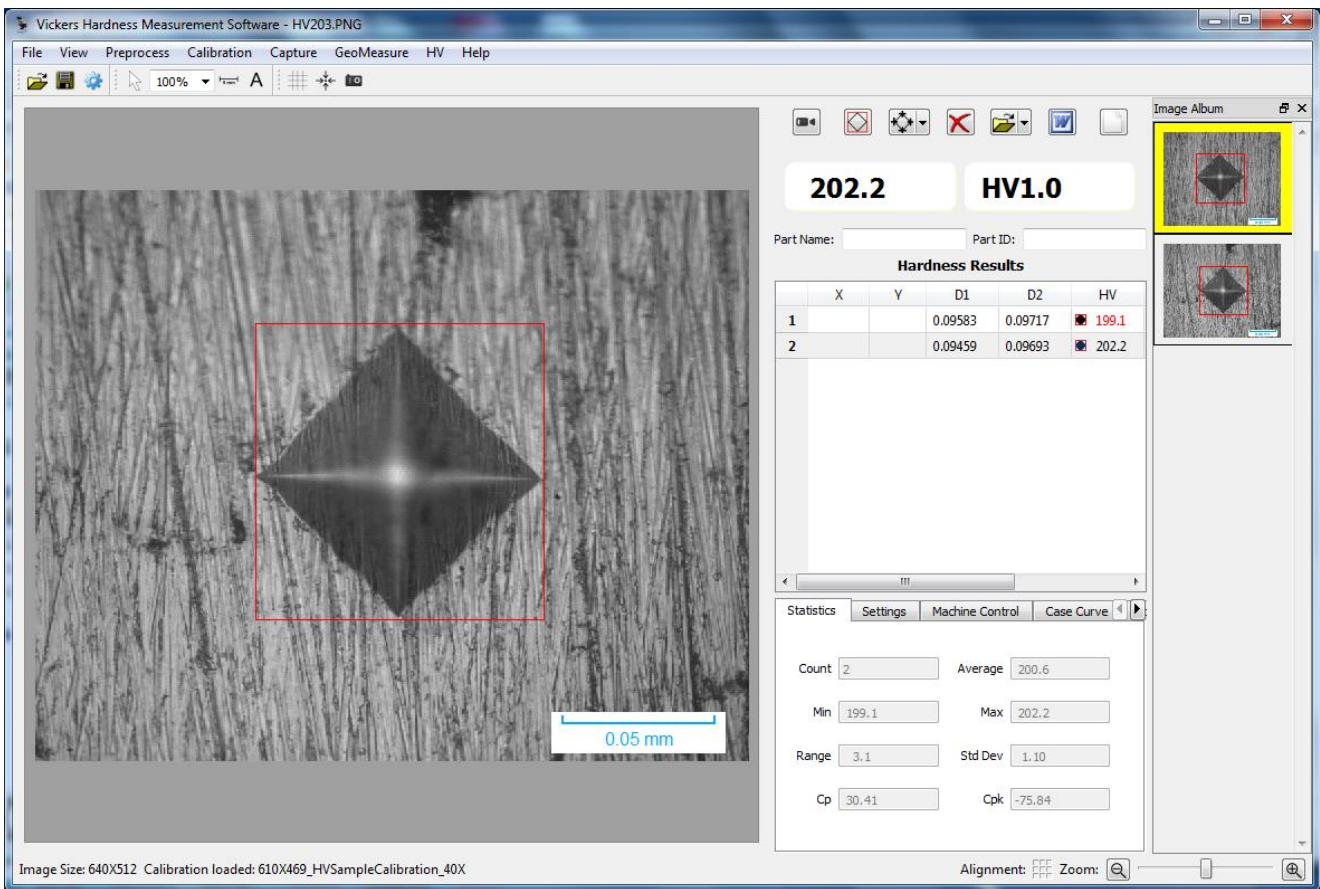 Vickers Hardness Measurement Software - HV203.PNG
File View Preprocess Calibration Capture GeoMeasure HV Help
100% A
Image Album
W
202.2 HV1.0
Part Name: Part ID:
Hardness Results
X Y D1 D2 HV
1 0.09583 0.09717 199.1
2 0.09459 0.09693 202.2
0.05 mm
Statistics Settings Machine Control Case Curve
Count 2 Average 200.6
Min 199.1 Max 202.2
Range 3.1 Std Dev 1.10
Cp 30.41 Cpk -75.84
Image Size: 640X512 Calibration loaded: 610X469_HVSampleCalibration_40X Alignment: Zoom: